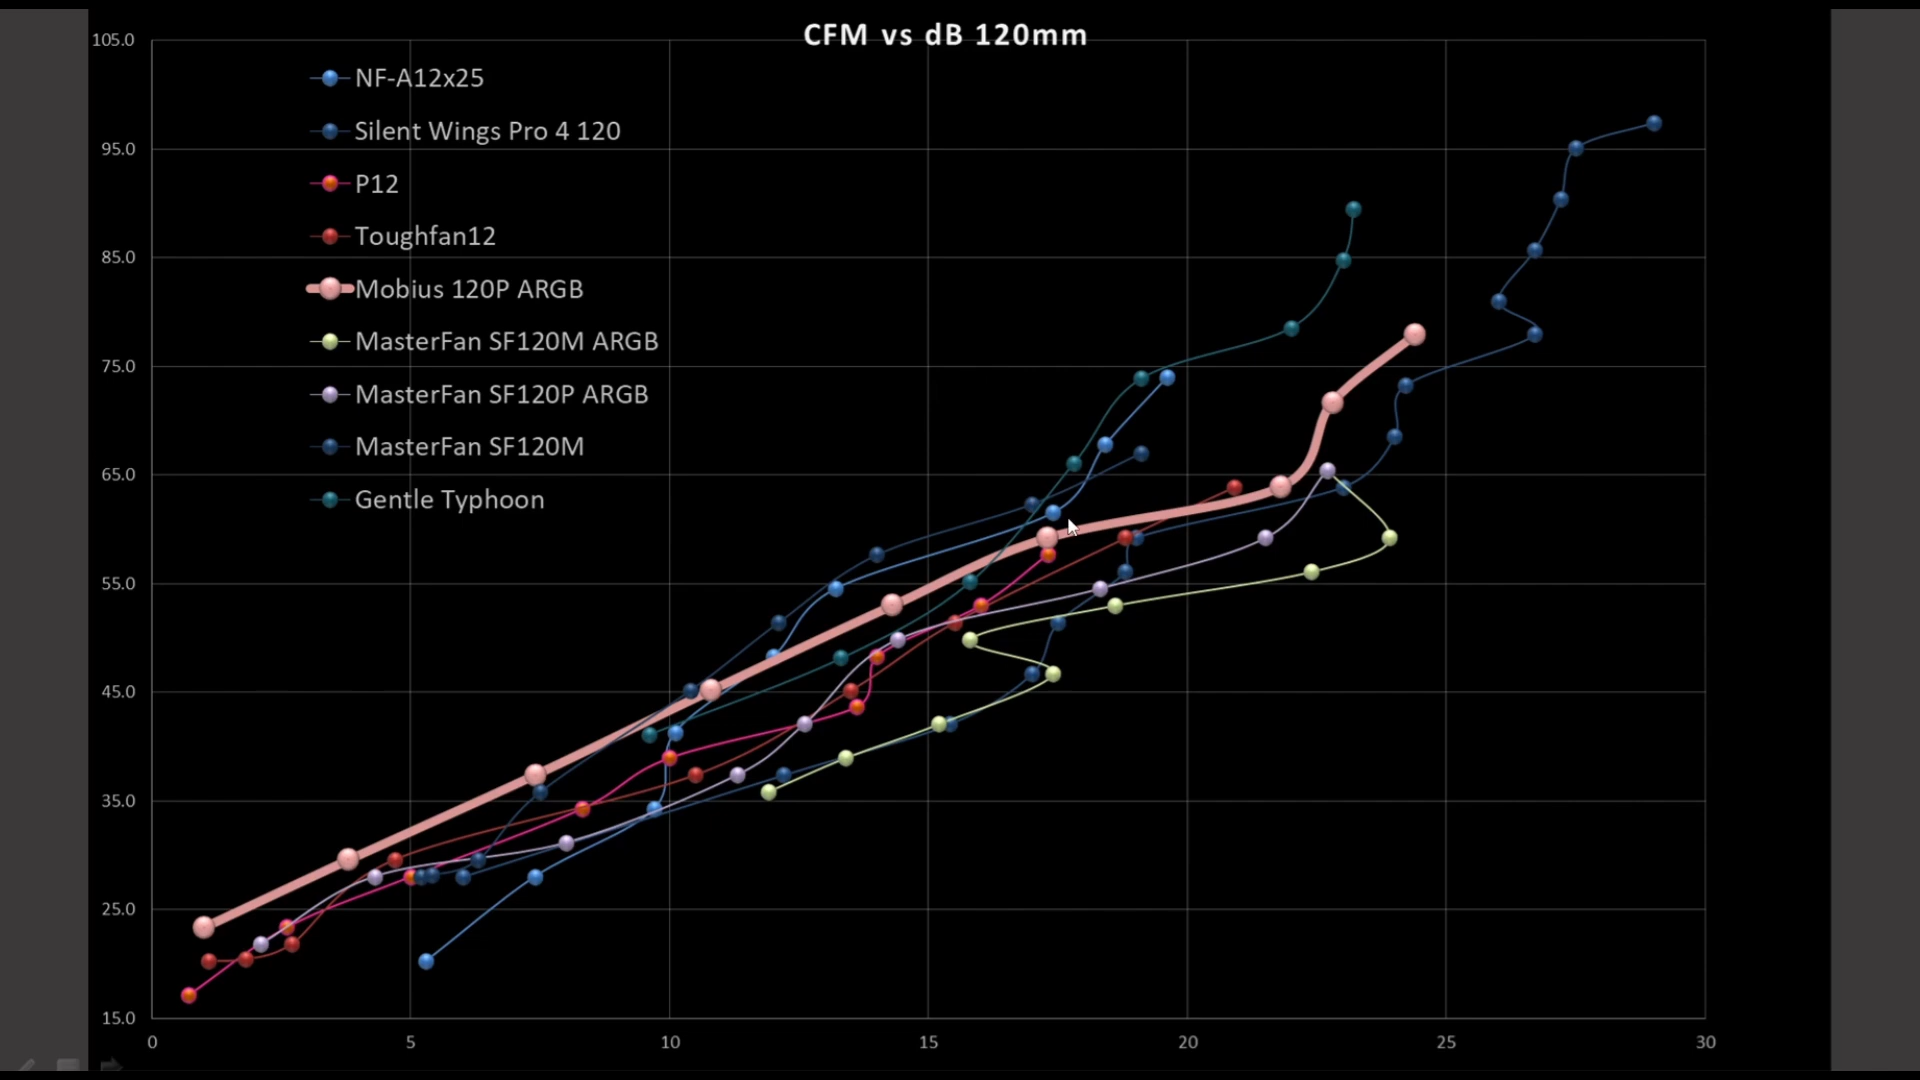 CFM vs dB 120mm
105.0
95.0
85.0
75.0
65.0
55.0
45.0
35.0
25.0
15.0
NF-A12x25
Silent Wings Pro 4 120
P12
Toughfan12
Mobius 120P ARGB
MasterFan SF120M ARGB
MasterFan SF120P ARGB
MasterFan SF120M
Gentle Typhoon
0 5 10 15 20 25 30